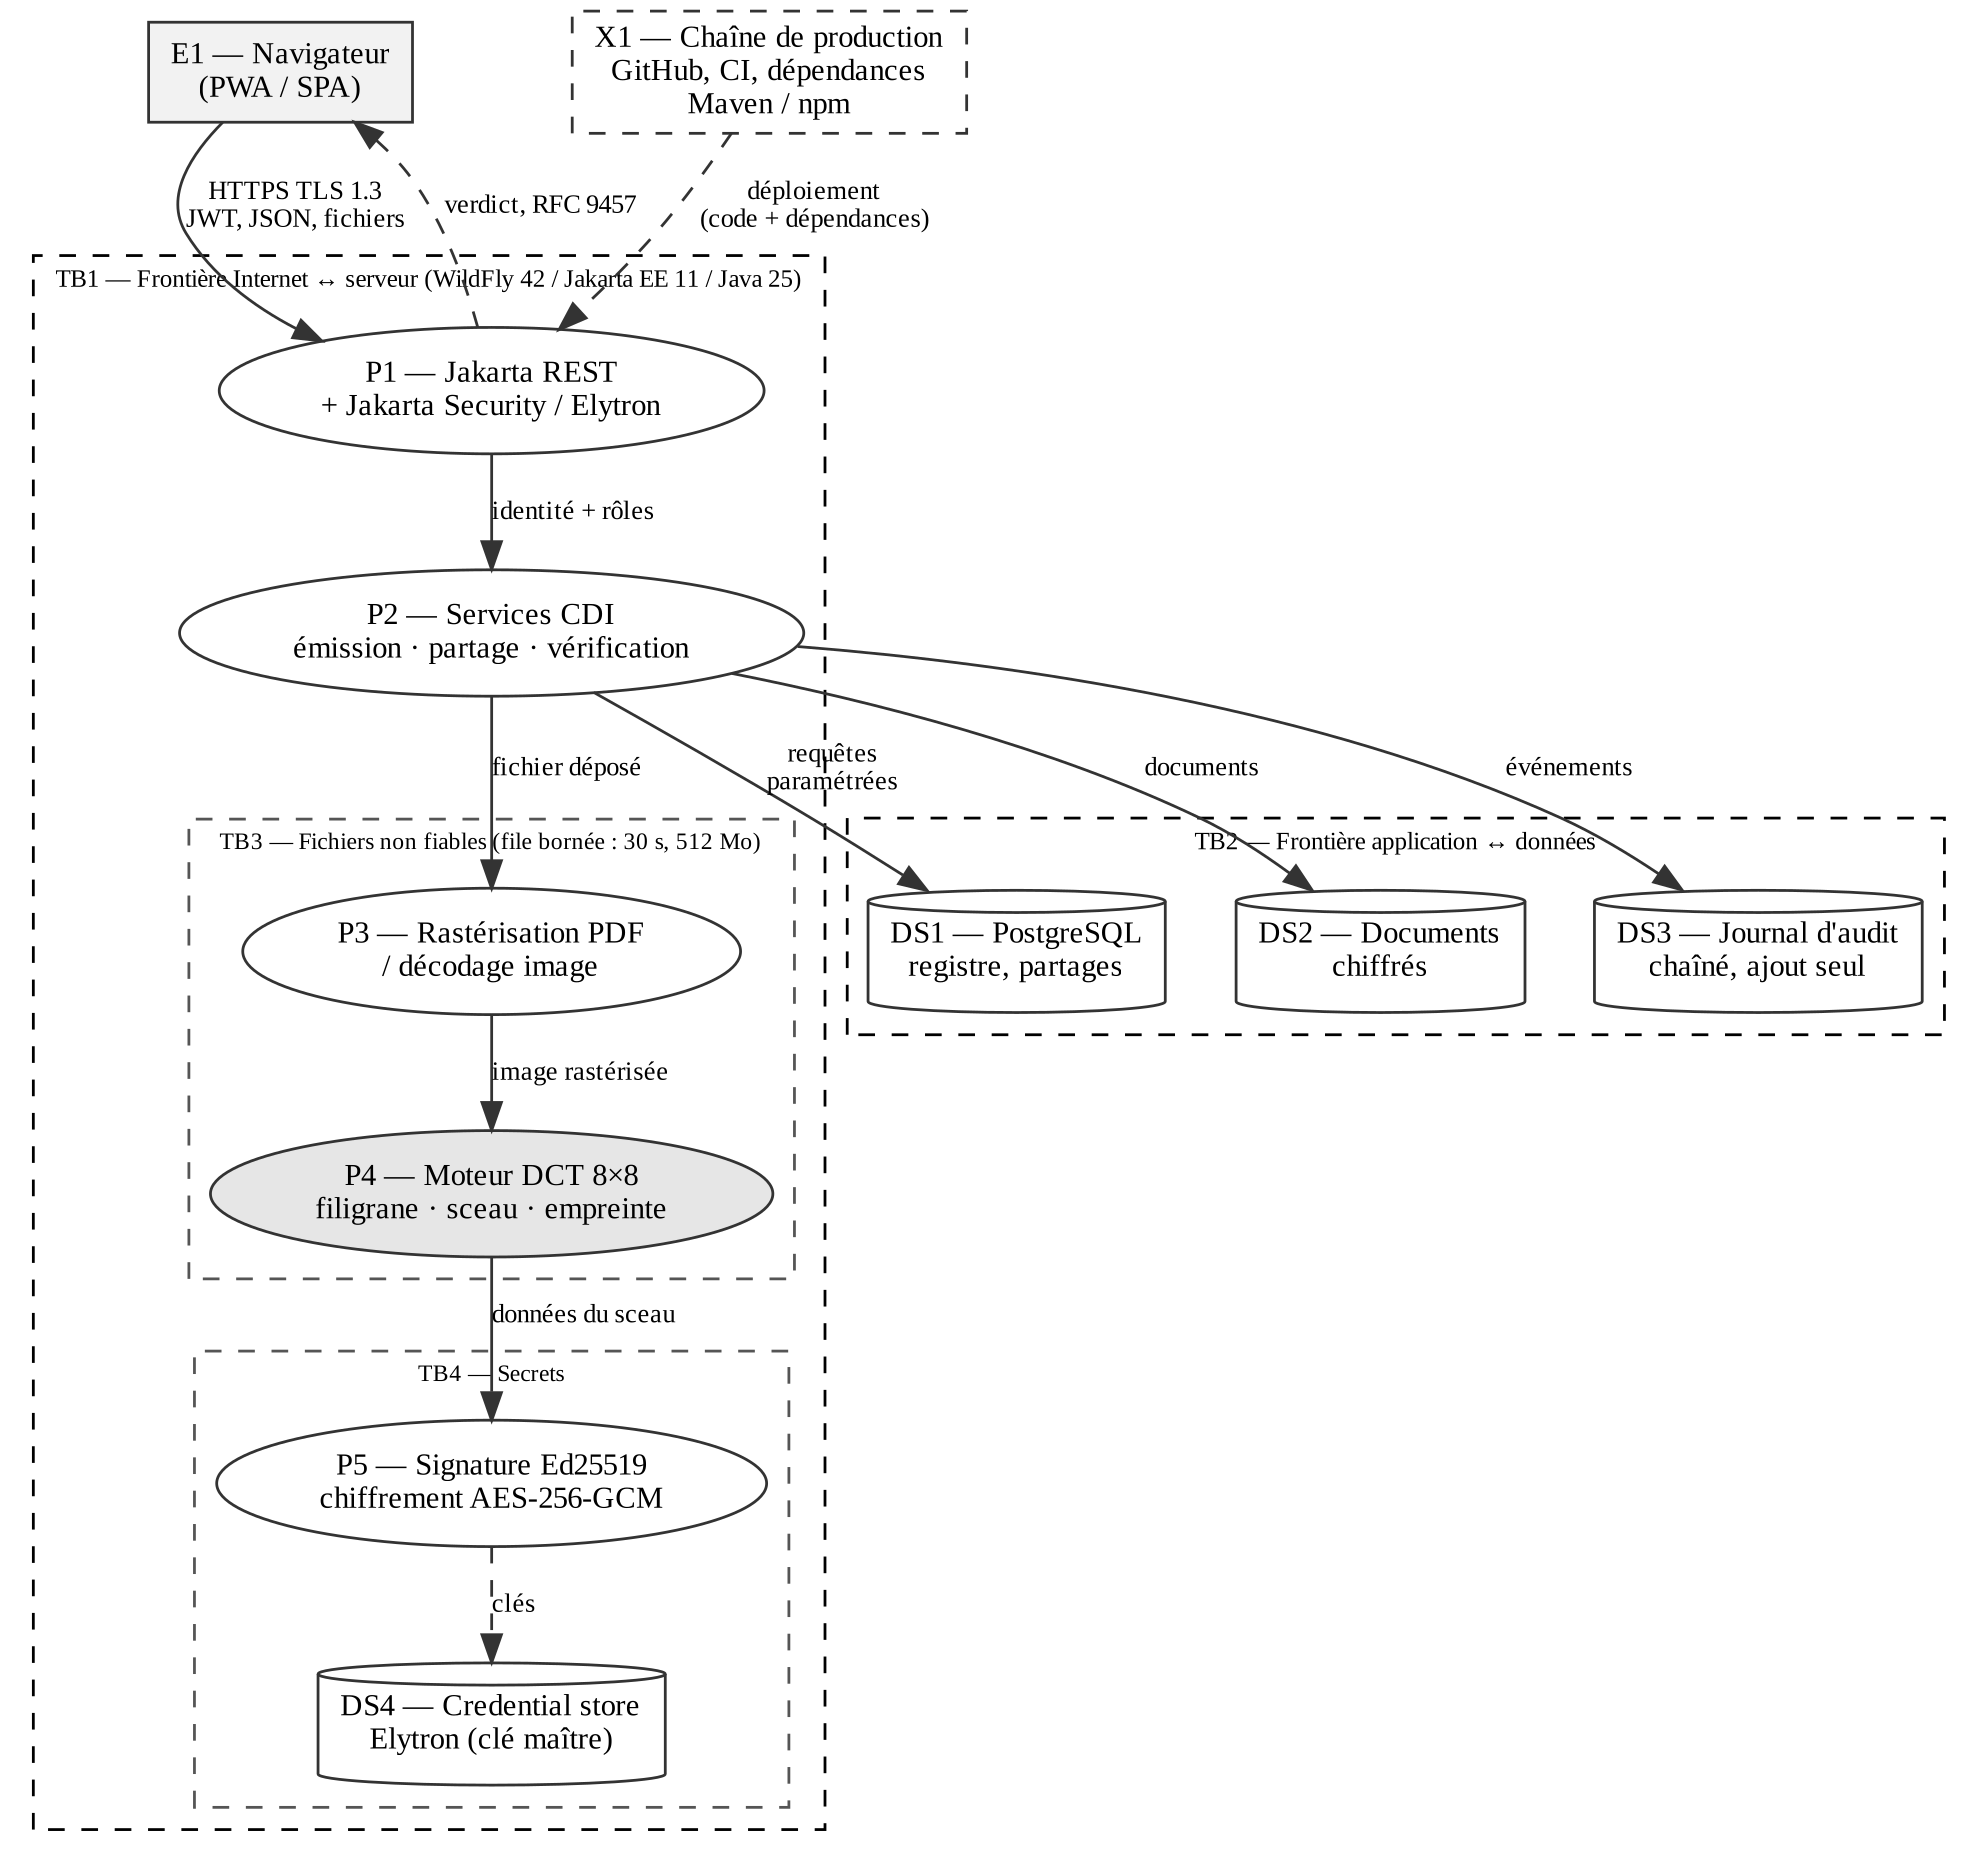 E1 — Navigateur
(PWA / SPA)
X1 — Chaîne de production
GitHub, CI, dépendances
Maven / npm
HTTPS TLS 1.3
JWT, JSON, fichiers
verdict, RFC 9457
déploiement
(code + dépendances)
TB1 — Frontière Internet ↔ serveur (WildFly 42 / Jakarta EE 11 / Java 25)
P1 — Jakarta REST
+ Jakarta Security / Elytron
identité + rôles
P2 — Services CDI
émission · partage · vérification
fichier déposé
requêtes
paramétrées
documents
événements
TB3 — Fichiers non fiables (file bornée : 30 s, 512 Mo)
TB2 — Frontière application ↔ données
P3 — Rastérisation PDF
/ décodage image
DS1 — PostgreSQL
registre, partages
DS2 — Documents
chiffrés
DS3 — Journal d'audit
chaîné, ajout seul
image rastérisée
P4 — Moteur DCT 8×8
filigrane · sceau · empreinte
données du sceau
TB4 — Secrets
P5 — Signature Ed25519
chiffrement AES-256-GCM
clés
DS4 — Credential store
Elytron (clé maître)